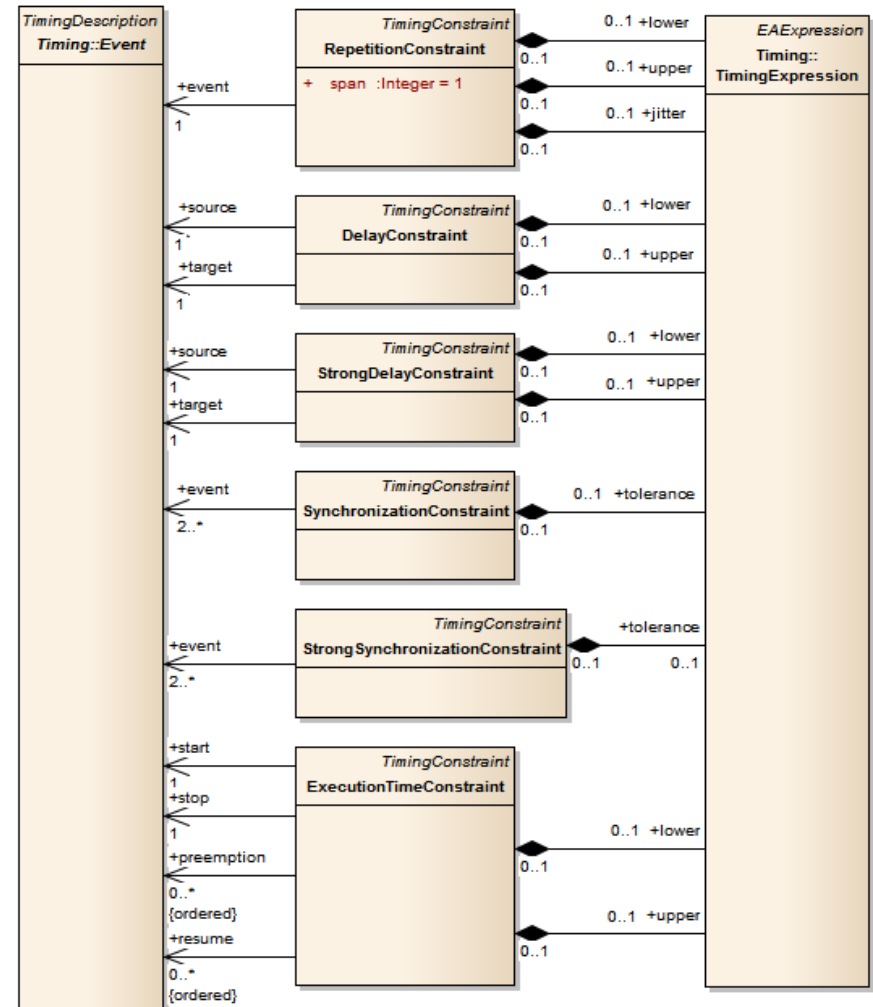 TimingDescription
Timing::Event
TimingConstraint
RepetitionConstraint
+ span :Integer = 1
EAExpression
Timing::
TimingExpression
+event
1
0..1 +lower
0..1
0..1 +upper
0..1
0..1 +jitter
0..1
TimingConstraint
DelayConstraint
+source
1
+target
1
0..1 +lower
0..1
0..1 +upper
0..1
TimingConstraint
StrongDelayConstraint
+source
1
+target
1
0..1 +lower
0..1
0..1 +upper
0..1
TimingConstraint
SynchronizationConstraint
+event
2..*
0..1 +tolerance
0..1
TimingConstraint
StrongSynchronizationConstraint
+event
2..*
+tolerance
0..1
0..1
TimingConstraint
ExecutionTimeConstraint
+start
1
+stop
1
+preemption
0..*
{ordered}
+resume
0..*
{ordered}
0..1 +lower
0..1
0..1 +upper
0..1